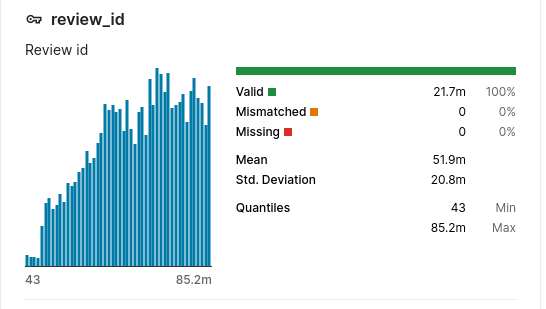 review_id
Review id
Valid 21.7m 100%
Mismatched 0 0%
Missing 0 0%
Mean 51.9m
Std. Deviation 20.8m
Quantiles 43 Min
85.2m Max
43 85.2m